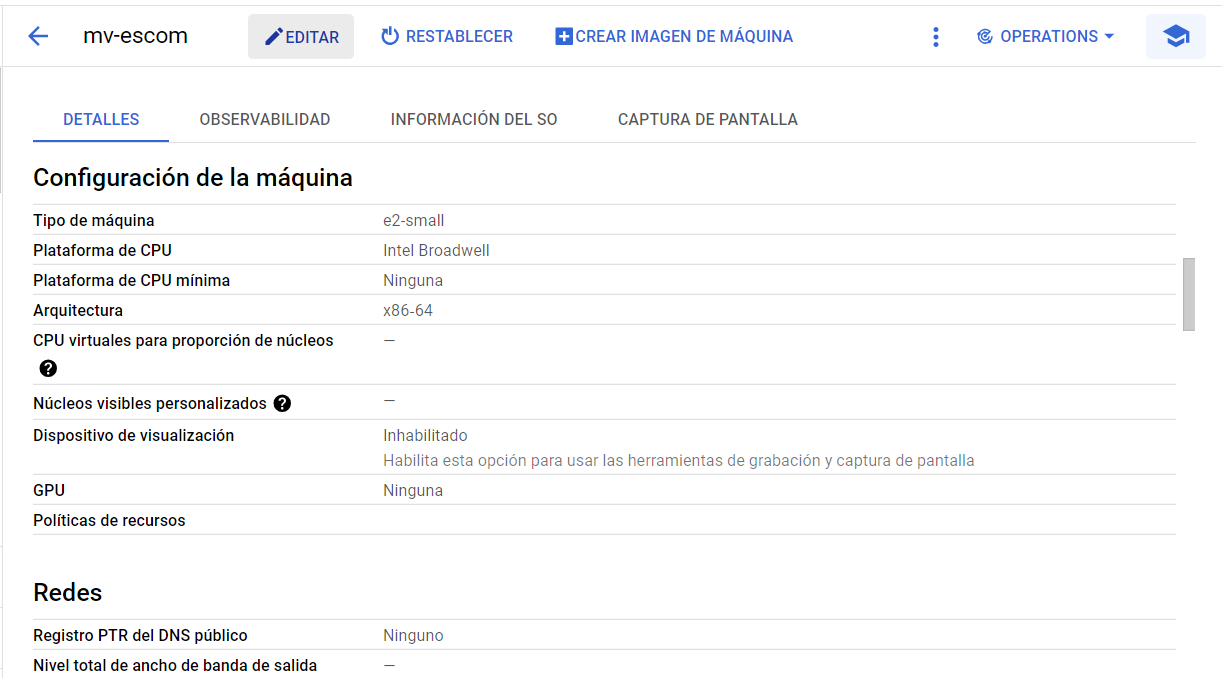 mv-escom EDITAR RESTABLECER CREAR IMAGEN DE MÁQUINA OPERATIONS
DETALLES OBSERVABILIDAD INFORMACIÓN DEL SO CAPTURA DE PANTALLA
Configuración de la máquina
Tipo de máquina e2-small
Plataforma de CPU Intel Broadwell
Plataforma de CPU mínima Ninguna
Arquitectura x86-64
CPU virtuales para proporción de núcleos —
?
Núcleos visibles personalizados ? —
Dispositivo de visualización Inhabilitado
Habilita esta opción para usar las herramientas de grabación y captura de pantalla
GPU Ninguna
Políticas de recursos
Redes
Registro PTR del DNS público Ninguno
Nivel total de ancho de banda de salida —